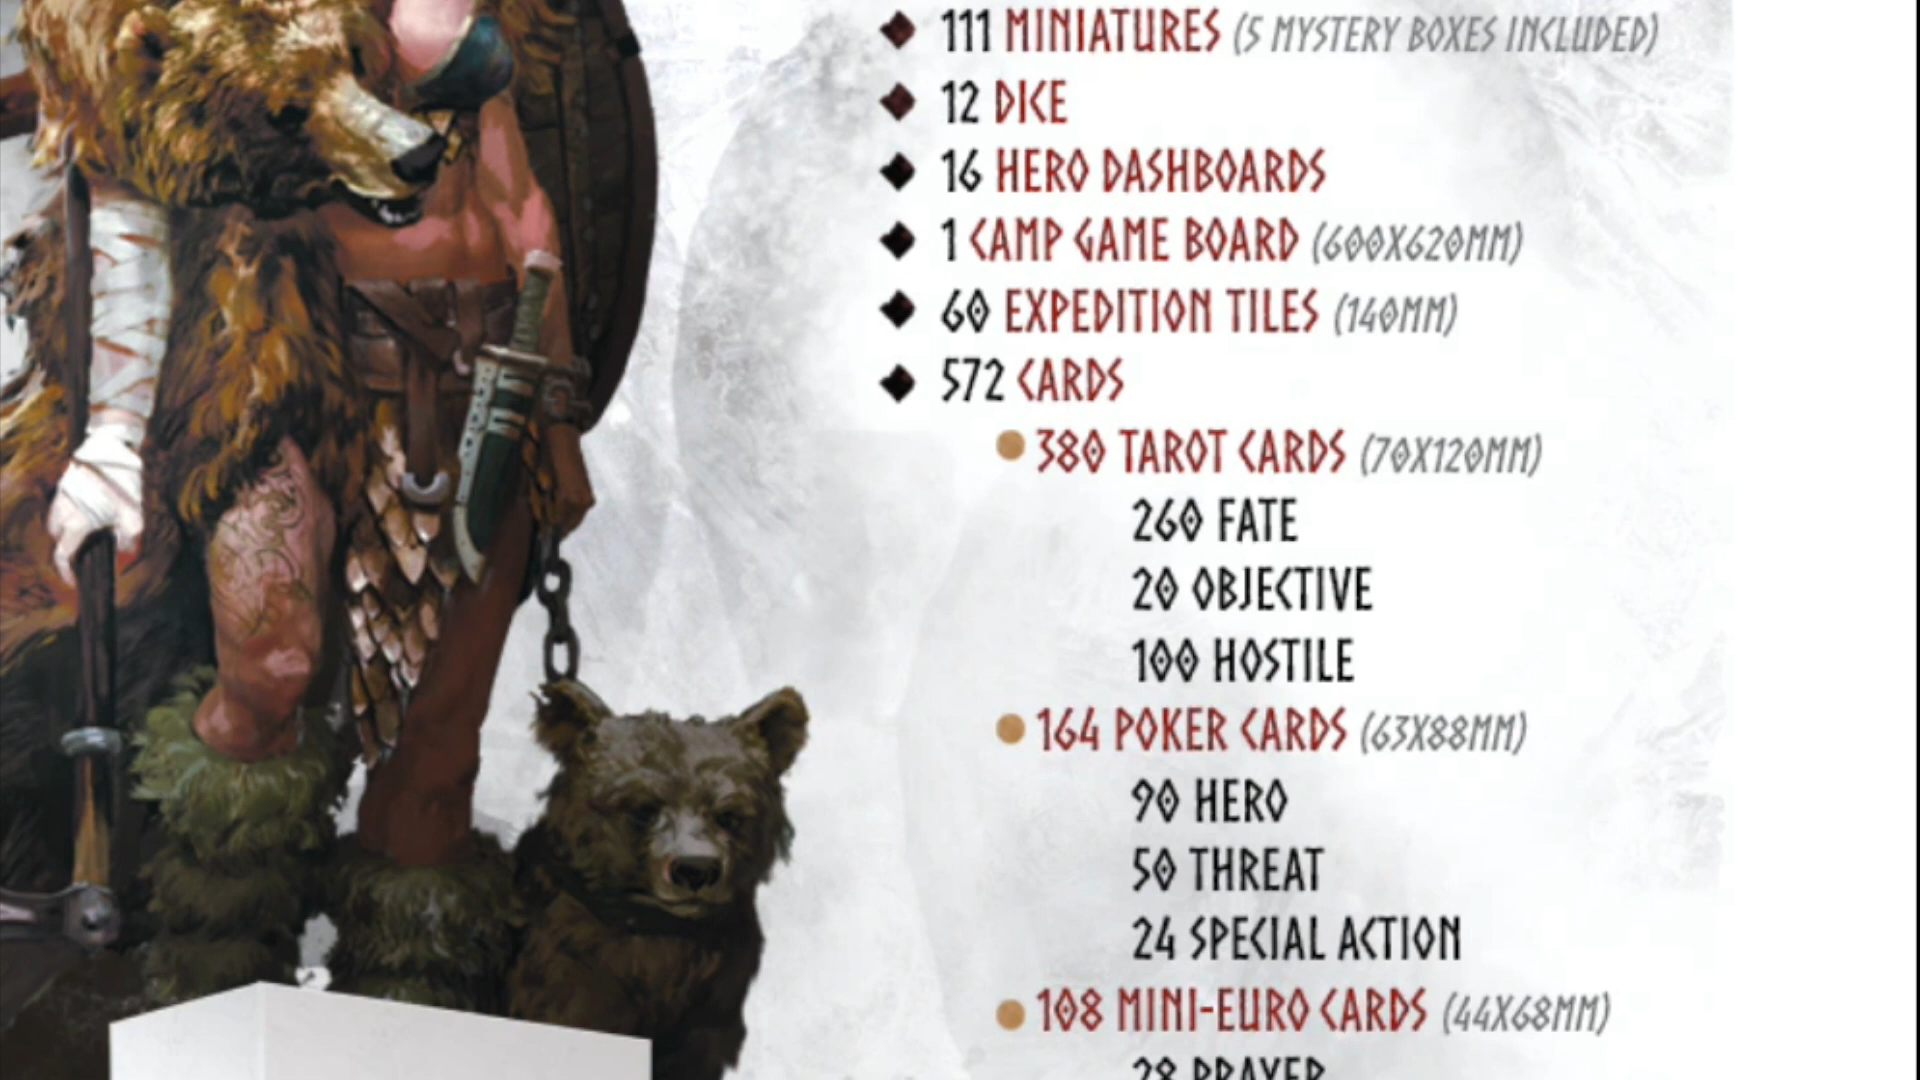 111 MINIATURES (5 MYSTERY BOXES INCLUDED)
12 DICE
16 HERO DASHBOARDS
1 CAMP GAME BOARD (600X620MM)
60 EXPEDITION TILES (140MM)
572 CARDS
380 TAROT CARDS (70X120MM)
260 FATE
20 OBJECTIVE
100 HOSTILE
164 POKER CARDS (63X88MM)
90 HERO
50 THREAT
24 SPECIAL ACTION
108 MINI-EURO CARDS (44X68MM)
28 PRAYER